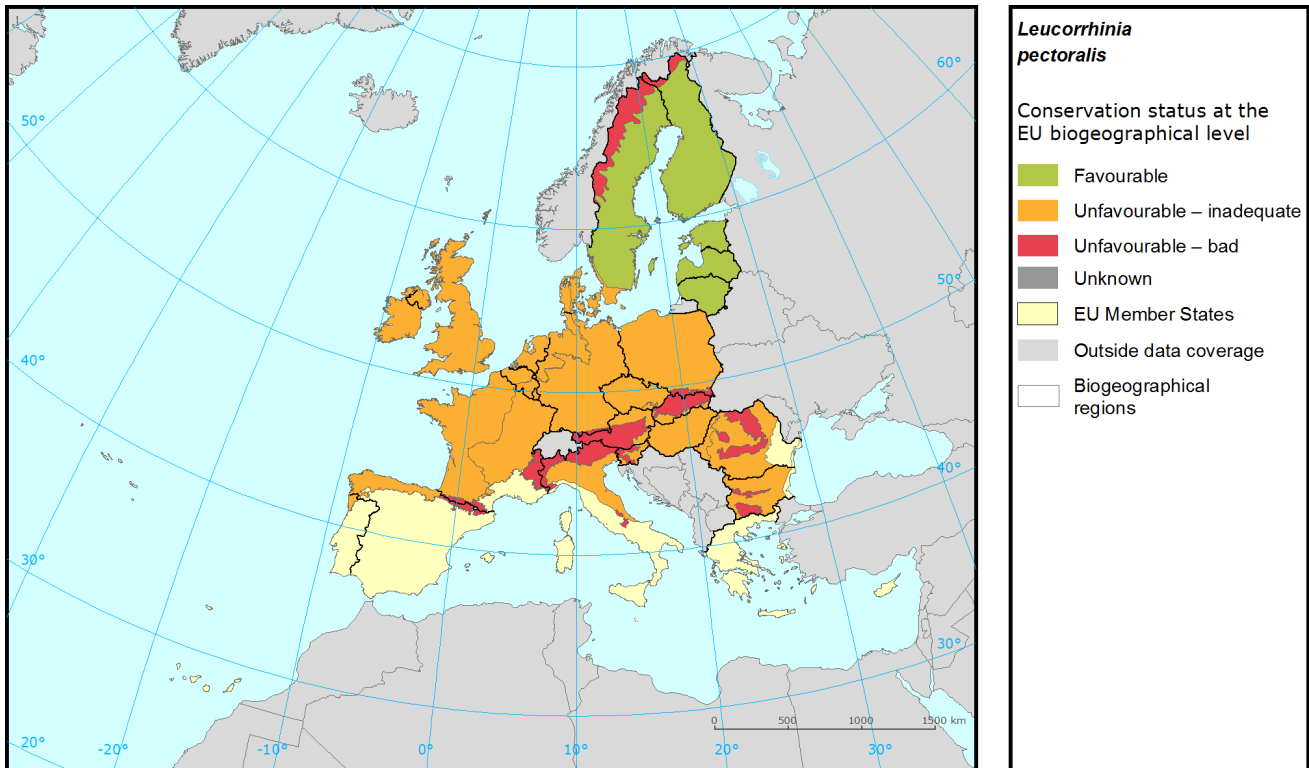 Leucorrhinia
pectoralis
Conservation status at the
EU biogeographical level
Favourable
Unfavourable – inadequate
Unfavourable – bad
Unknown
EU Member States
Outside data coverage
Biogeographical
regions
60°
50°
50°
40°
40°
30°
30°
0 500 1000 1500 km
20° -20° -10° 0° 10° 20° 30°